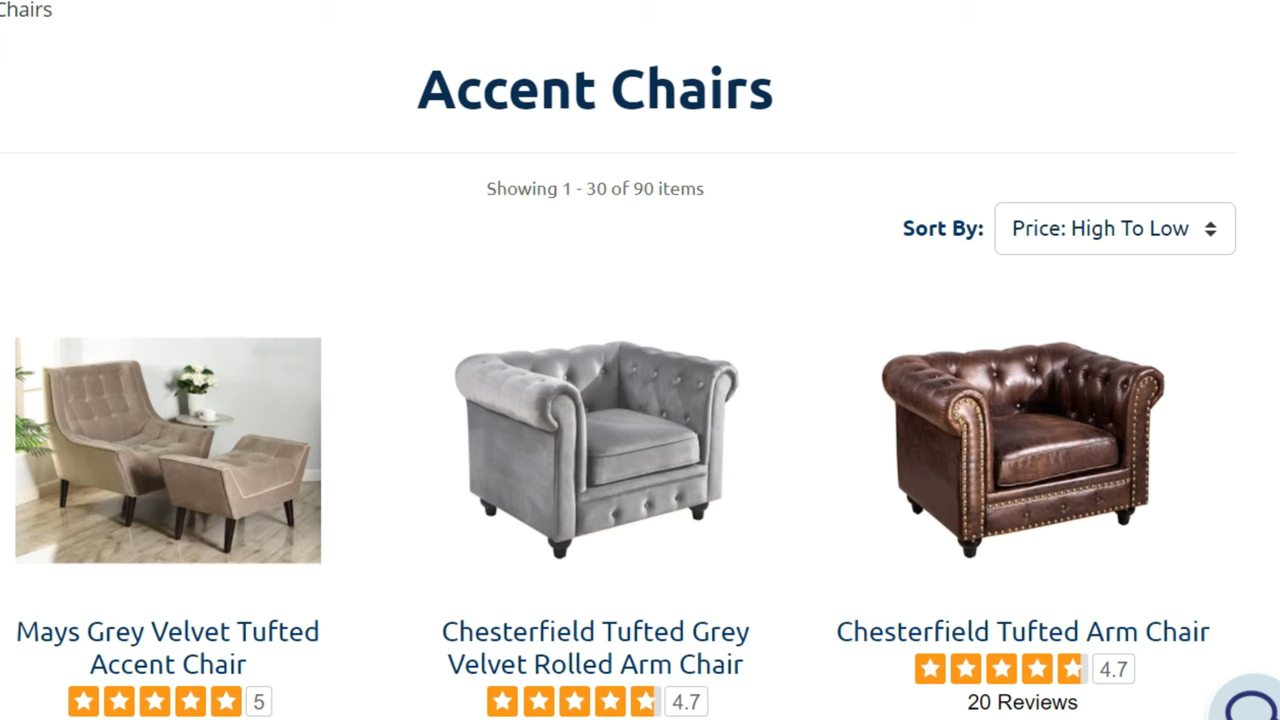 Chairs
Accent Chairs
Showing 1 - 30 of 90 items
Sort By: Price: High To Low
Mays Grey Velvet Tufted
Accent Chair
5
Chesterfield Tufted Grey
Velvet Rolled Arm Chair
4.7
Chesterfield Tufted Arm Chair
4.7
20 Reviews